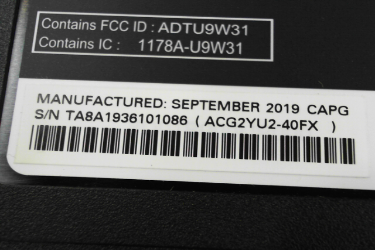 Contains FCC ID : ADTU9W31
Contains IC : 1178A-U9W31
MANUFACTURED: SEPTEMBER 2019 CAPG
S/N TA8A1936101086 ( ACG2YU2-40FX )